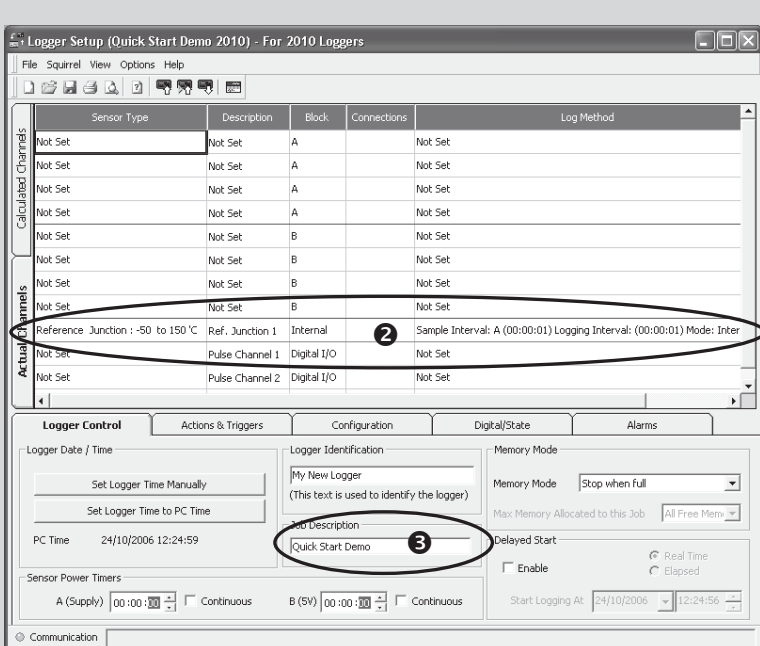 Logger Setup (Quick Start Demo 2010) - For 2010 Loggers
File Squirrel View Options Help
Calculated Channels
Actual Channels
Sensor Type Description Block Connections Log Method
Not Set Not Set A Not Set
Not Set Not Set A Not Set
Not Set Not Set A Not Set
Not Set Not Set A Not Set
Not Set Not Set B Not Set
Not Set Not Set B Not Set
Not Set Not Set B Not Set
Not Set Not Set B Not Set
Reference Junction : -50 to 150 'C Ref. Junction 1 Internal ❷ Sample Interval: A (00:00:01) Logging Interval: (00:00:01) Mode: Inter
Not Set Pulse Channel 1 Digital I/O Not Set
Not Set Pulse Channel 2 Digital I/O Not Set
Logger Control Actions & Triggers Configuration Digital/State Alarms
Logger Date / Time
Set Logger Time Manually
Set Logger Time to PC Time
PC Time 24/10/2006 12:24:59
Logger Identification
My New Logger
(This text is used to identify the logger)
Job Description
Quick Start Demo ❸
Memory Mode
Memory Mode Stop when full
Max Memory Allocated to this Job All Free Mem
Delayed Start
Enable
Real Time
Elapsed
Start Logging At 24/10/2006 12:24:56
Sensor Power Timers
A (Supply) 00:00:00 Continuous B (5V) 00:00:00 Continuous
Communication